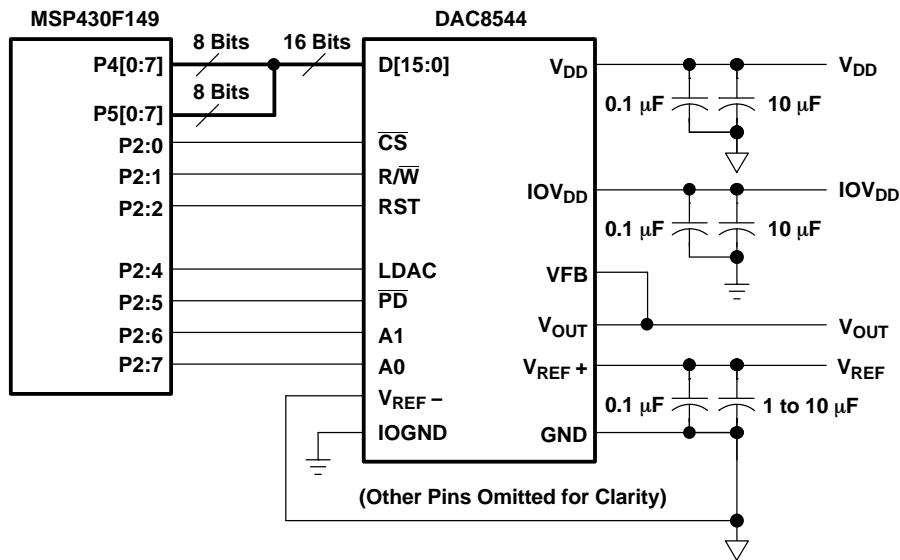 MSP430F149
DAC8544
8 Bits
16 Bits
P4[0:7]
D[15:0]
V_DD
V_DD
8 Bits
0.1 μF
10 μF
P5[0:7]
P2:0
C̅S̅
P2:1
R/W̅
IOV_DD
IOV_DD
P2:2
RST
0.1 μF
10 μF
P2:4
LDAC
VFB
P2:5
P̅D̅
P2:6
A1
V_OUT
V_OUT
P2:7
A0
V_REF +
V_REF
V_REF –
0.1 μF
1 to 10 μF
IOGND
GND
(Other Pins Omitted for Clarity)